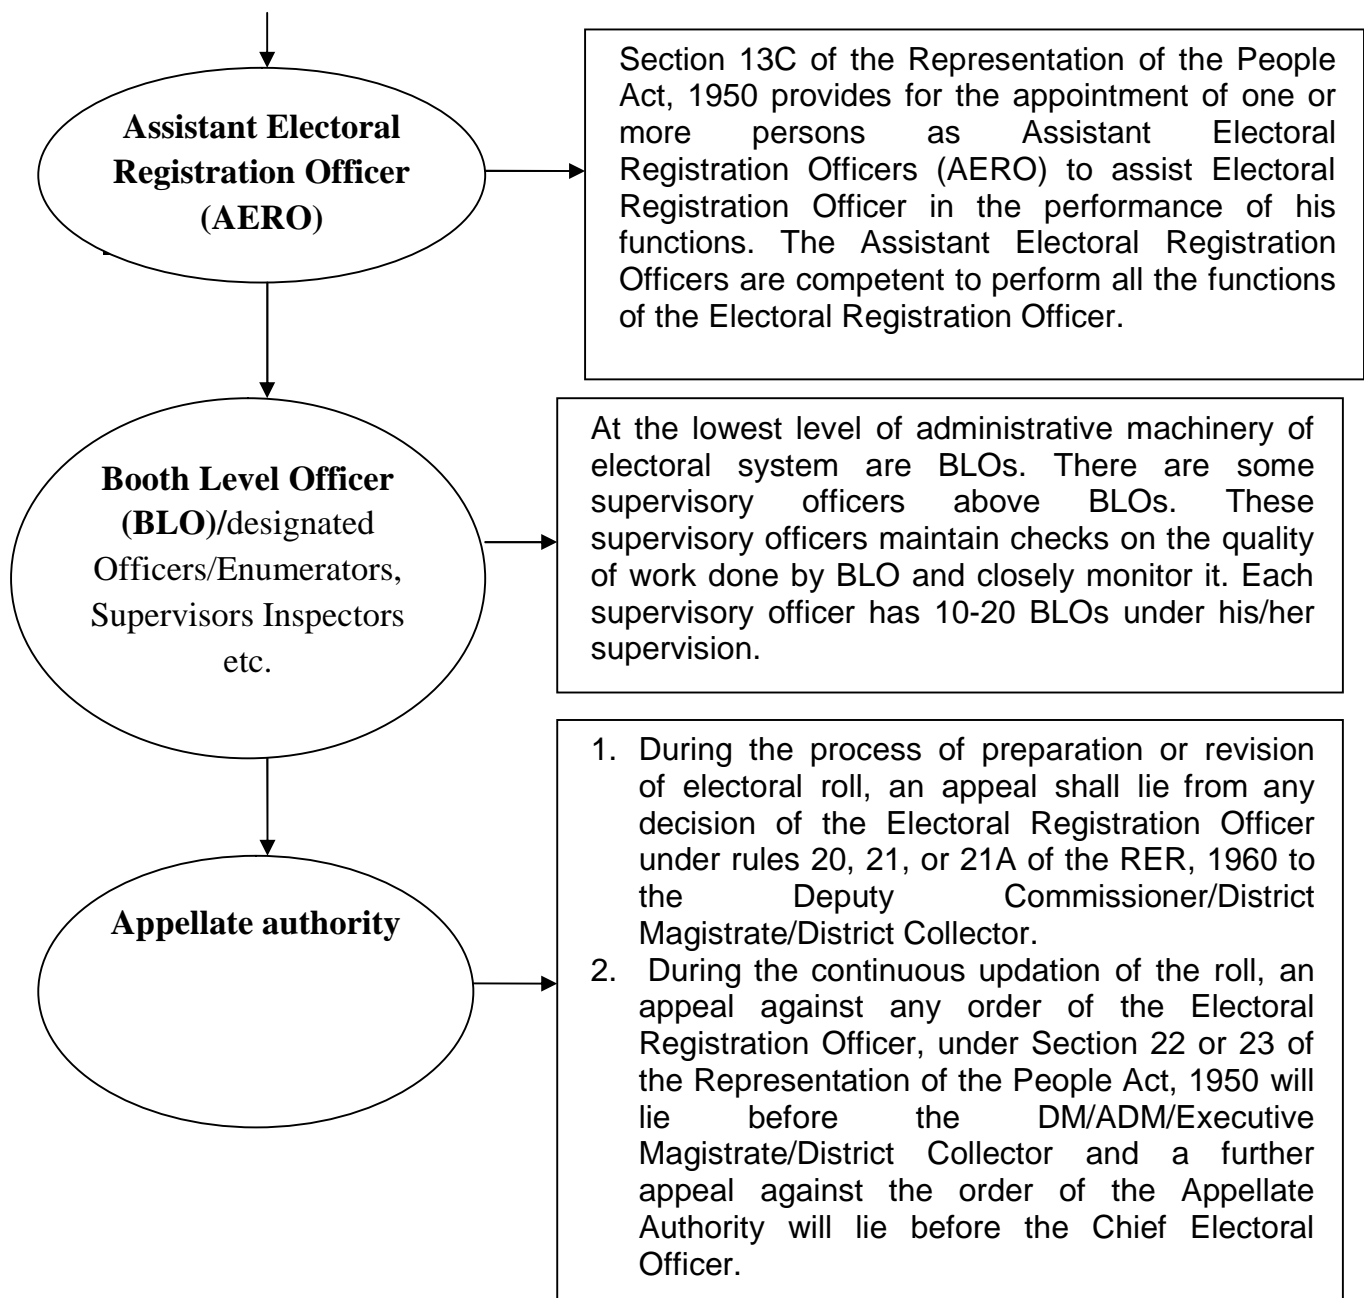 Assistant Electoral
Registration Officer
(AERO)
Section 13C of the Representation of the People
Act, 1950 provides for the appointment of one or
more persons as Assistant Electoral
Registration Officers (AERO) to assist Electoral
Registration Officer in the performance of his
functions. The Assistant Electoral Registration
Officers are competent to perform all the functions
of the Electoral Registration Officer.
Booth Level Officer
(BLO)/designated
Officers/Enumerators,
Supervisors Inspectors
etc.
At the lowest level of administrative machinery of
electoral system are BLOs. There are some
supervisory officers above BLOs. These
supervisory officers maintain checks on the quality
of work done by BLO and closely monitor it. Each
supervisory officer has 10-20 BLOs under his/her
supervision.
Appellate authority
1. During the process of preparation or revision
of electoral roll, an appeal shall lie from any
decision of the Electoral Registration Officer
under rules 20, 21, or 21A of the RER, 1960 to
the Deputy Commissioner/District
Magistrate/District Collector.
2. During the continuous updation of the roll, an
appeal against any order of the Electoral
Registration Officer, under Section 22 or 23 of
the Representation of the People Act, 1950 will
lie before the DM/ADM/Executive
Magistrate/District Collector and a further
appeal against the order of the Appellate
Authority will lie before the Chief Electoral
Officer.